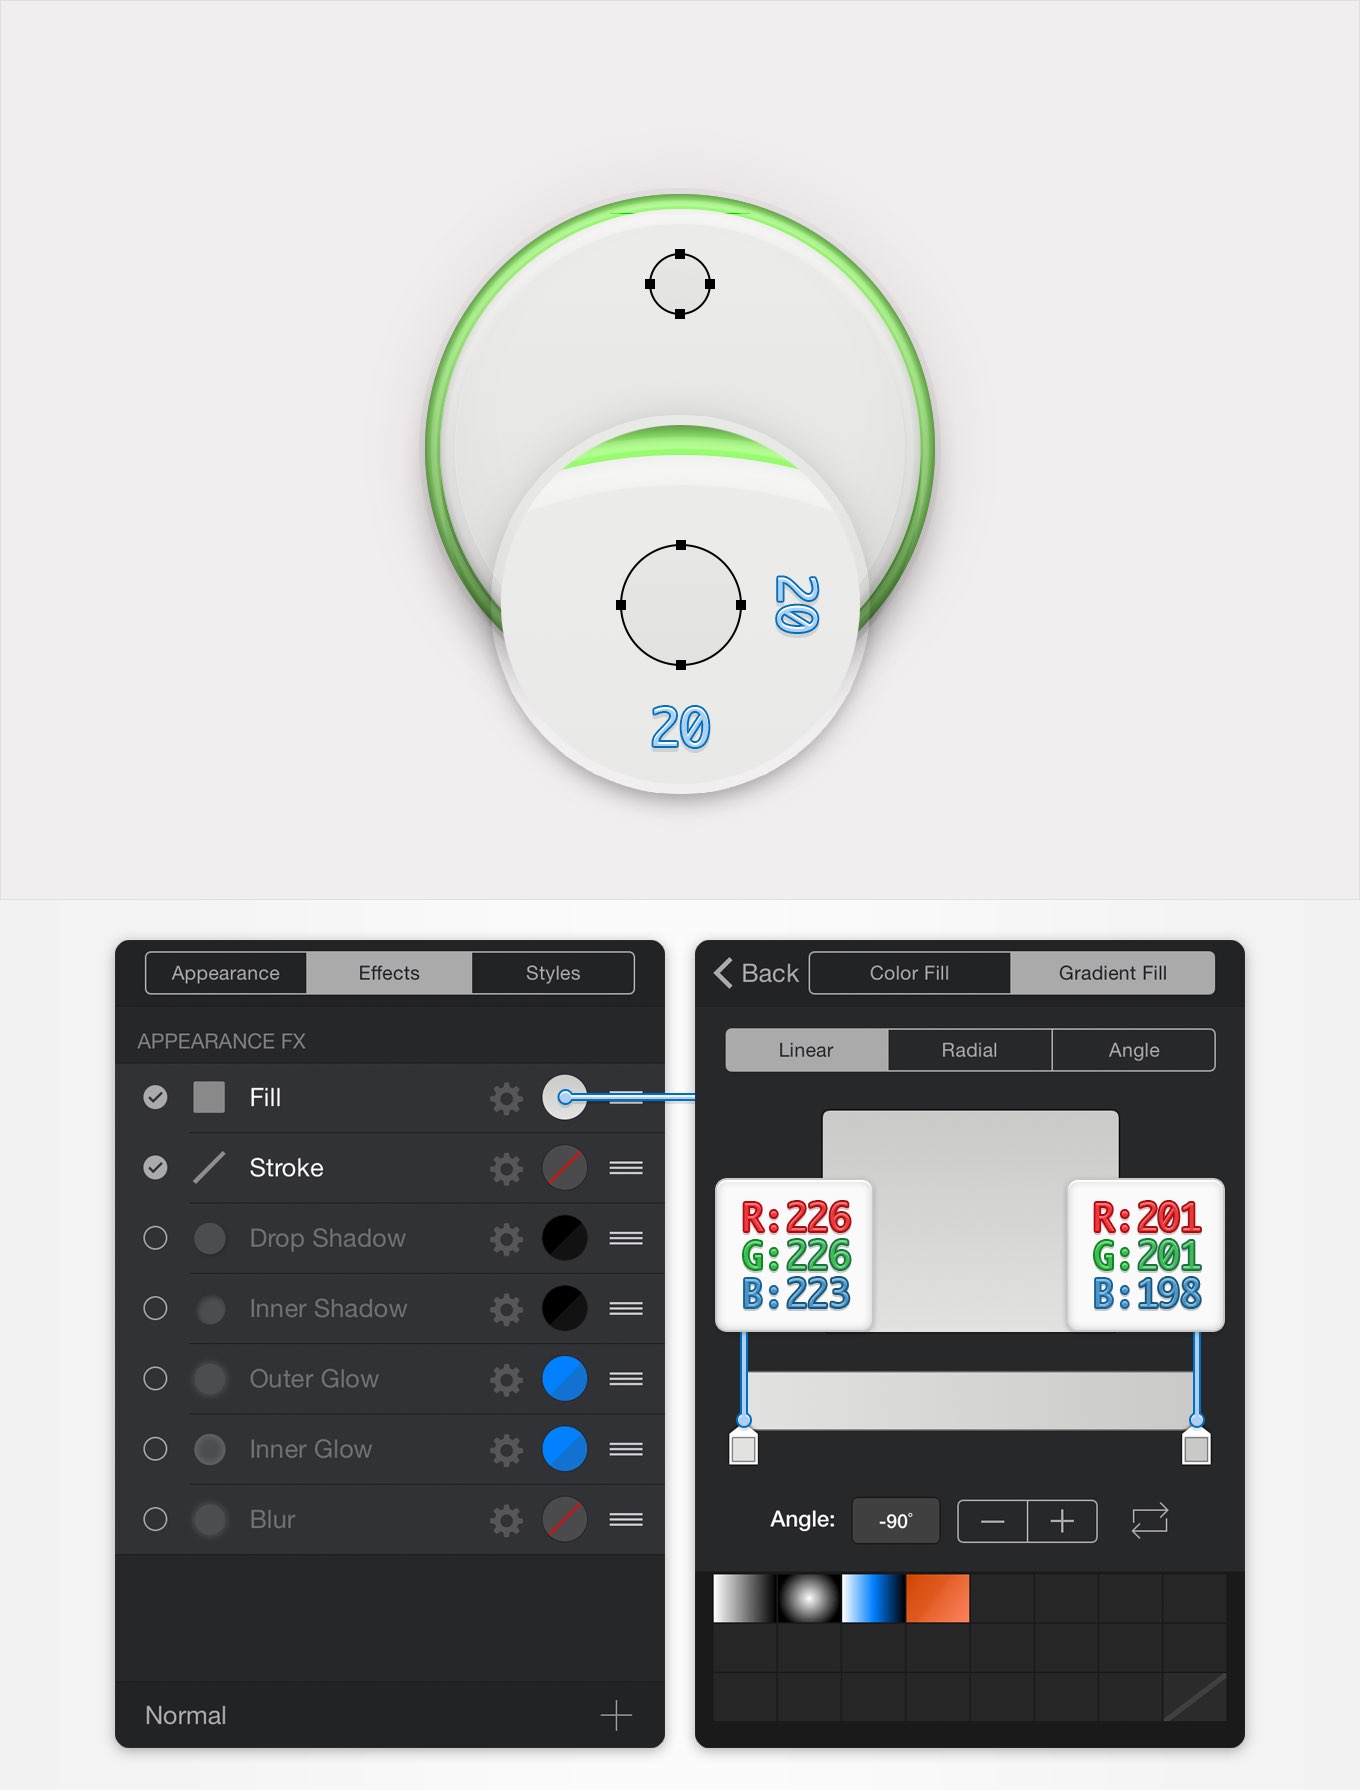 20
20
Appearance Effects Styles
APPEARANCE FX
Fill
Stroke
Drop Shadow
Inner Shadow
Outer Glow
Inner Glow
Blur
Normal
Back Color Fill Gradient Fill
Linear Radial Angle
R:226
G:226
B:223
R:201
G:201
B:198
Angle: -90°